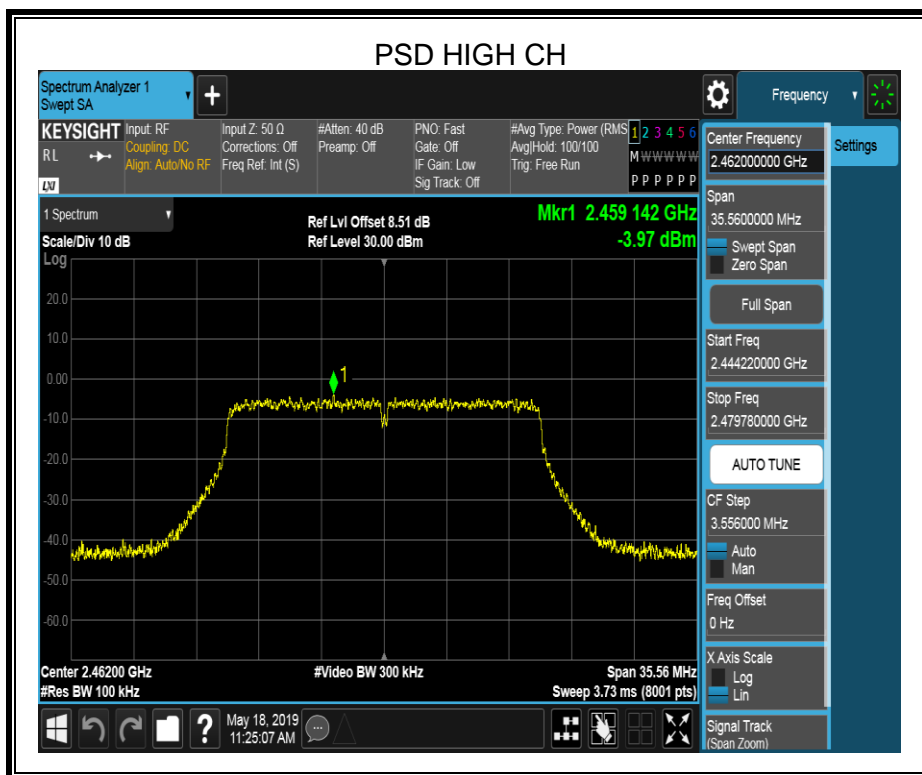 PSD HIGH CH
Spectrum Analyzer 1
Swept SA
Frequency
KEYSIGHT
RL
LXI
Input: RF
Coupling: DC
Align: Auto/No RF
Input Z: 50 Ω
Corrections: Off
Freq Ref: Int (S)
#Atten: 40 dB
Preamp: Off
PNO: Fast
Gate: Off
IF Gain: Low
Sig Track: Off
#Avg Type: Power (RMS
Avg|Hold: 100/100
Trig: Free Run
1 2 3 4 5 6
M W W W W W
P P P P P P
1 Spectrum
Scale/Div 10 dB
Log
Ref Lvl Offset 8.51 dB
Ref Level 30.00 dBm
Mkr1 2.459 142 GHz
-3.97 dBm
20.0
10.0
0.00
-10.0
-20.0
-30.0
-40.0
-50.0
-60.0
1
Center 2.46200 GHz
#Res BW 100 kHz
#Video BW 300 kHz
Span 35.56 MHz
Sweep 3.73 ms (8001 pts)
?
May 18, 2019
11:25:07 AM
Center Frequency
2.462000000 GHz
Settings
Span
35.5600000 MHz
Swept Span
Zero Span
Full Span
Start Freq
2.444220000 GHz
Stop Freq
2.479780000 GHz
AUTO TUNE
CF Step
3.556000 MHz
Auto
Man
Freq Offset
0 Hz
X Axis Scale
Log
Lin
Signal Track
(Span Zoom)